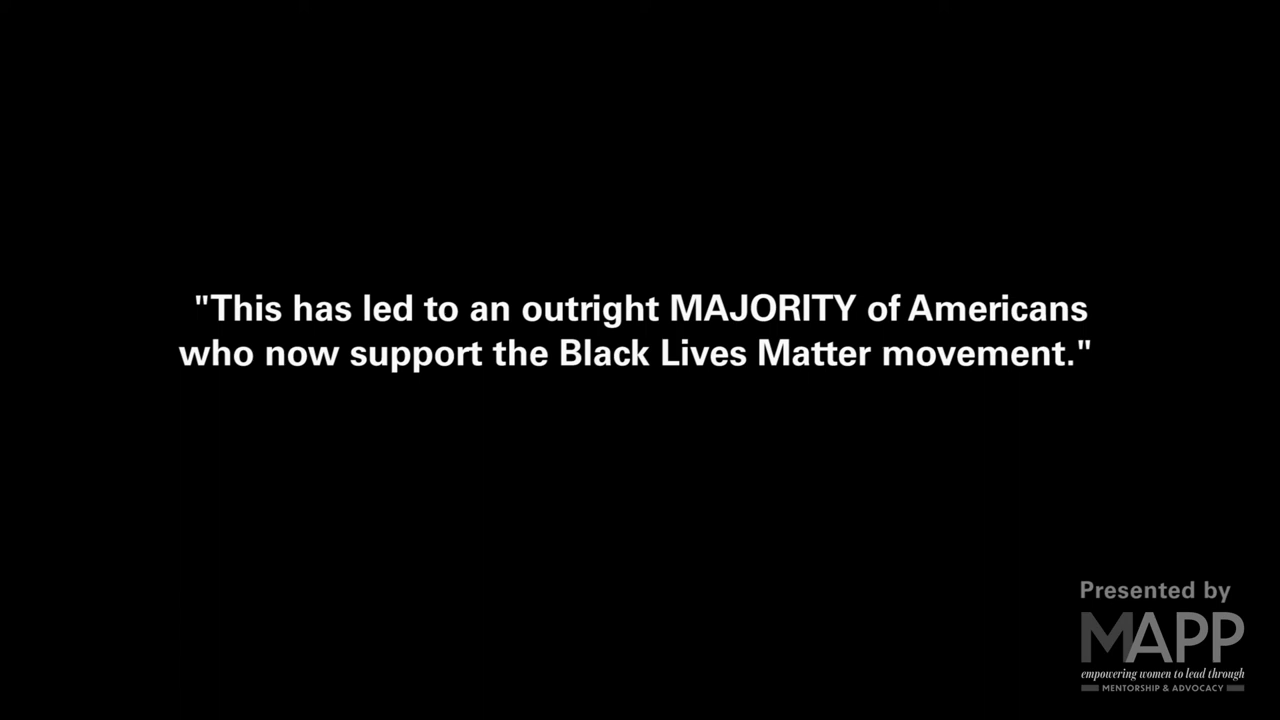 "This has led to an outright MAJORITY of Americans
who now support the Black Lives Matter movement."
Presented by
MAPP
empowering women to lead through
MENTORSHIP & ADVOCACY